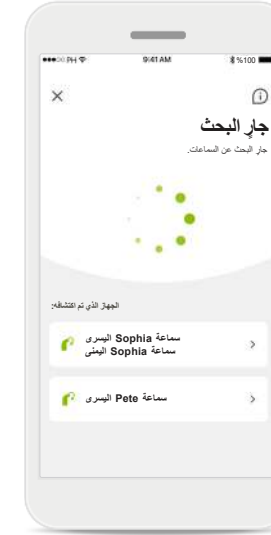 PH 9:41 AM %100
جارٍ البحث
جارِ البحث عن السماعات.
الجهاز الذي تم اكتشافه:
سماعة Sophia اليسرى
سماعة Sophia اليمنى
سماعة Pete اليسرى